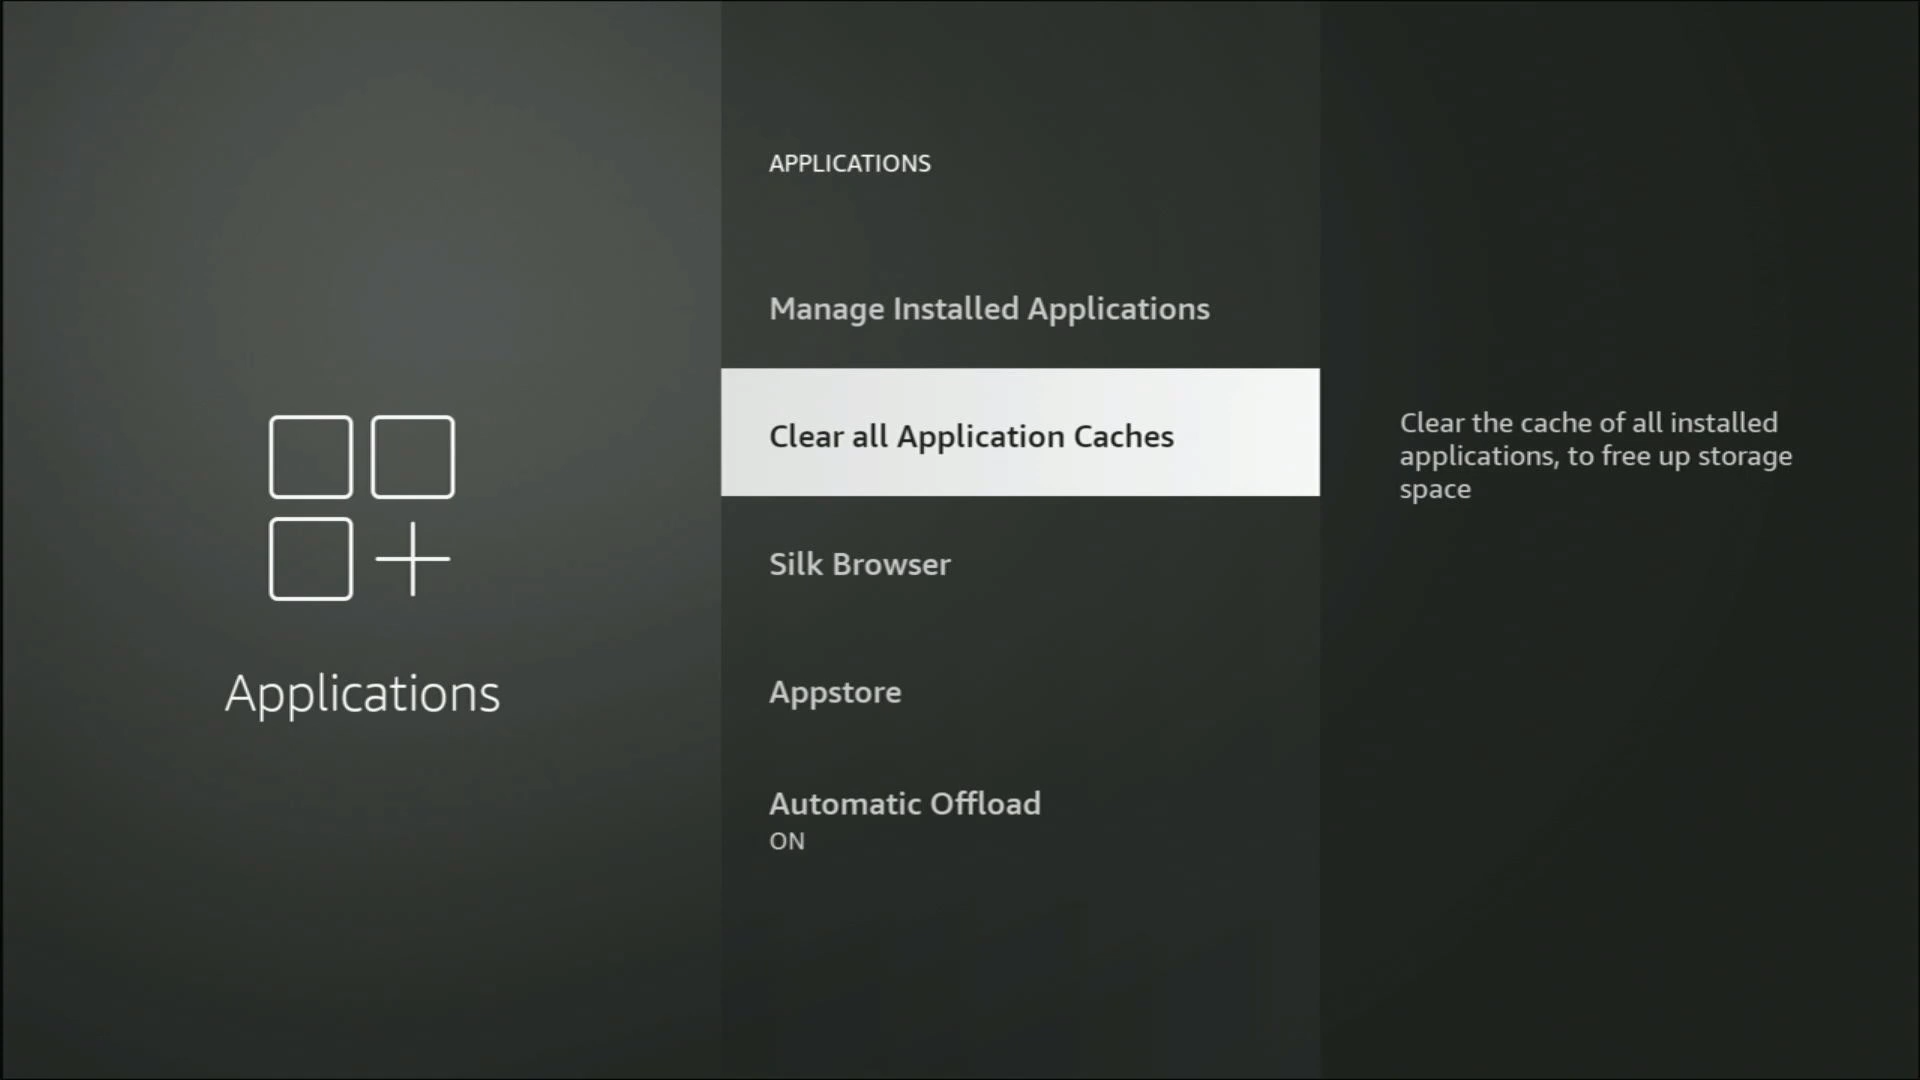 APPLICATIONS
Manage Installed Applications
Clear all Application Caches
Clear the cache of all installed
applications, to free up storage
space
Silk Browser
Applications
Appstore
Automatic Offload
ON